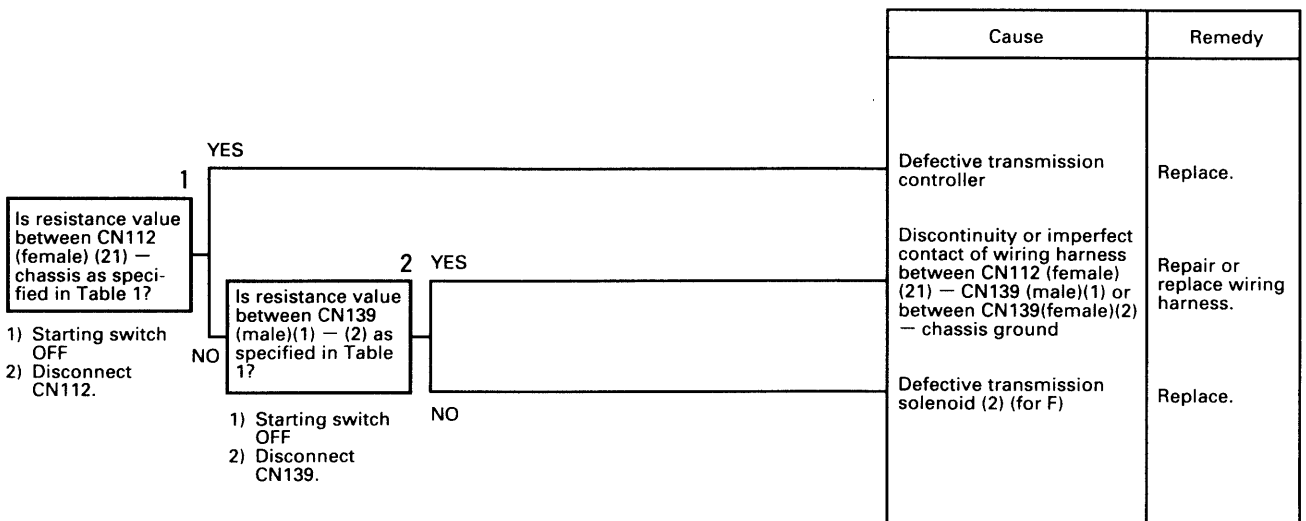 Cause
Remedy
YES
1
Is resistance value
between CN112
(female) (21) —
chassis as speci-
fied in Table 1?
1) Starting switch
OFF
2) Disconnect
CN112.
NO
2
YES
Is resistance value
between CN139
(male)(1) — (2) as
specified in Table
1?
1) Starting switch
OFF
2) Disconnect
CN139.
NO
Defective transmission
controller
Replace.
Discontinuity or imperfect
contact of wiring harness
between CN112 (female)
(21) — CN139 (male)(1) or
between CN139(female)(2)
— chassis ground
Repair or
replace wiring
harness.
Defective transmission
solenoid (2) (for F)
Replace.